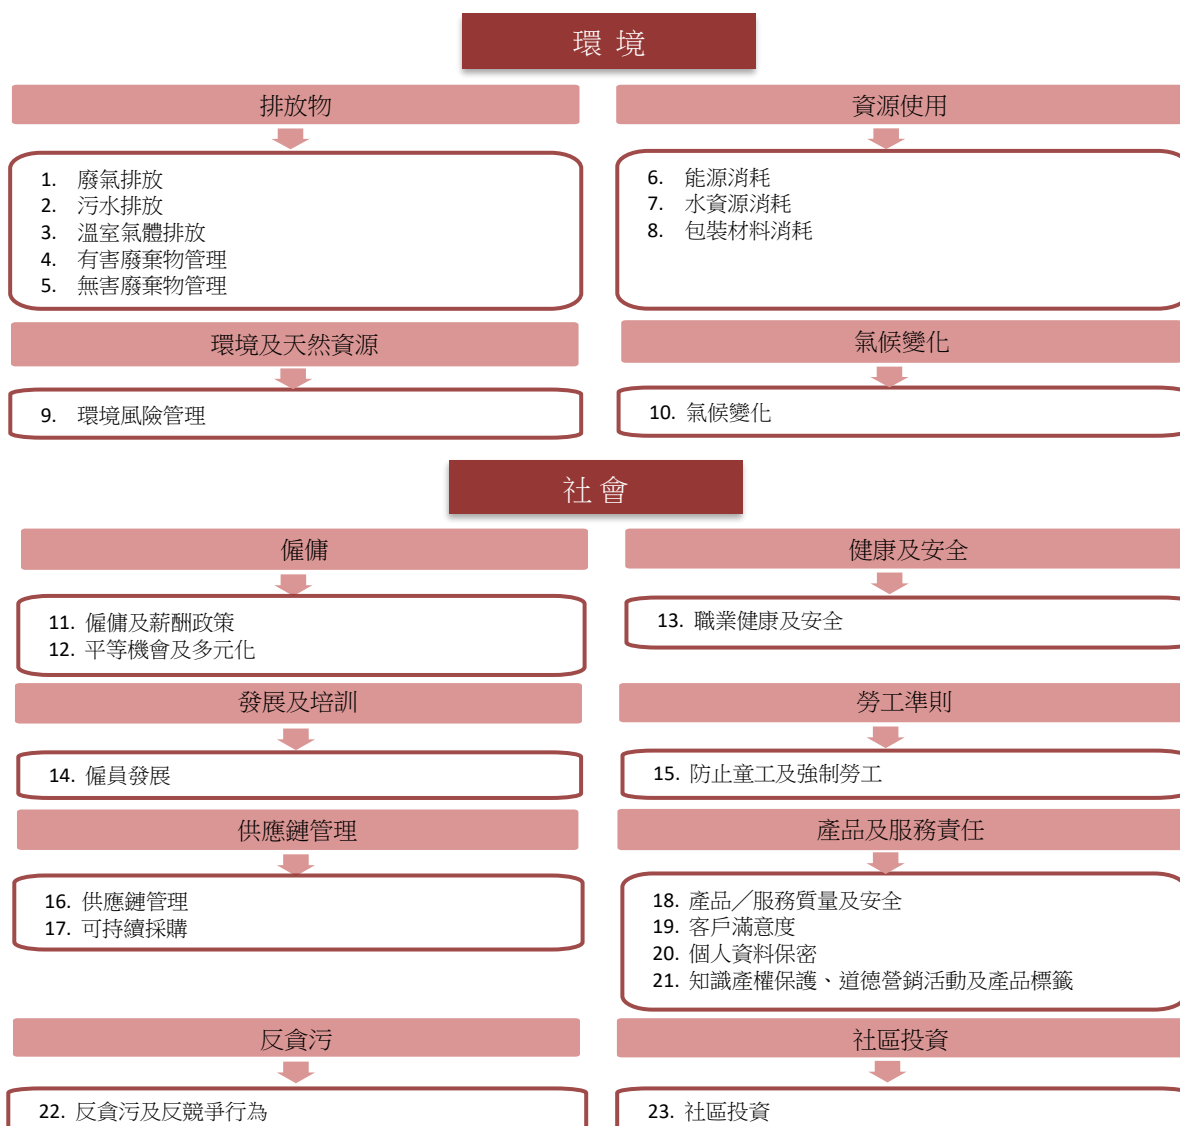 環 境
排放物
1. 廢氣排放
2. 污水排放
3. 溫室氣體排放
4. 有害廢棄物管理
5. 無害廢棄物管理
資源使用
6. 能源消耗
7. 水資源消耗
8. 包裝材料消耗
環境及天然資源
9. 環境風險管理
氣候變化
10. 氣候變化
社 會
僱傭
11. 僱傭及薪酬政策
12. 平等機會及多元化
健康及安全
13. 職業健康及安全
發展及培訓
14. 僱員發展
勞工準則
15. 防止童工及強制勞工
供應鏈管理
16. 供應鏈管理
17. 可持續採購
產品及服務責任
18. 產品／服務質量及安全
19. 客戶滿意度
20. 個人資料保密
21. 知識產權保護、道德營銷活動及產品標籤
反貪污
22. 反貪污及反競爭行為
社區投資
23. 社區投資